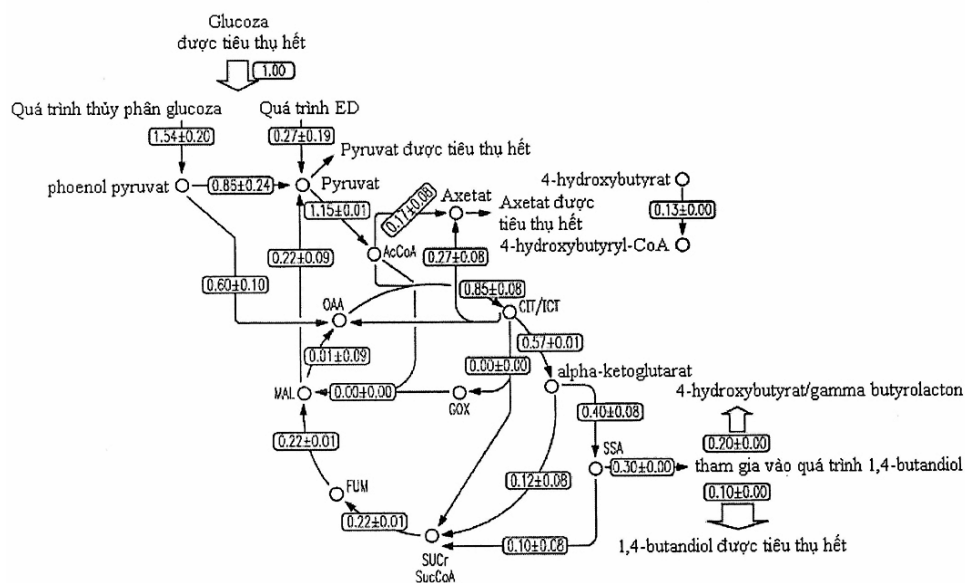 Glucoza
được tiêu thụ hết
1.00
Quá trình thủy phân glucoza
Quá trình ED
1.54±0.20
0.27±0.19
Pyruvat được tiêu thụ hết
phoenol pyruvat
0.85±0.24
Pyruvat
1.15±0.01
0.17±0.08
Axetat
Axetat được
tiêu thụ hết
4-hydroxybutyrat
0.13±0.00
4-hydroxybutyryl-CoA
AcCoA
0.22±0.09
0.27±0.08
0.60±0.10
OAA
0.85±0.08
CIT/ICT
0.57±0.01
0.01±0.09
0.00±0.00
alpha-ketoglutarat
MAL
0.00±0.00
GOX
4-hydroxybutyrat/gamma butyrolacton
0.40±0.08
0.20±0.00
0.22±0.01
SSA
0.30±0.00
tham gia vào quá trình 1,4-butandiol
0.12±0.08
0.10±0.00
FUM
0.22±0.01
0.10±0.08
1,4-butandiol được tiêu thụ hết
SUCr
SucCoA